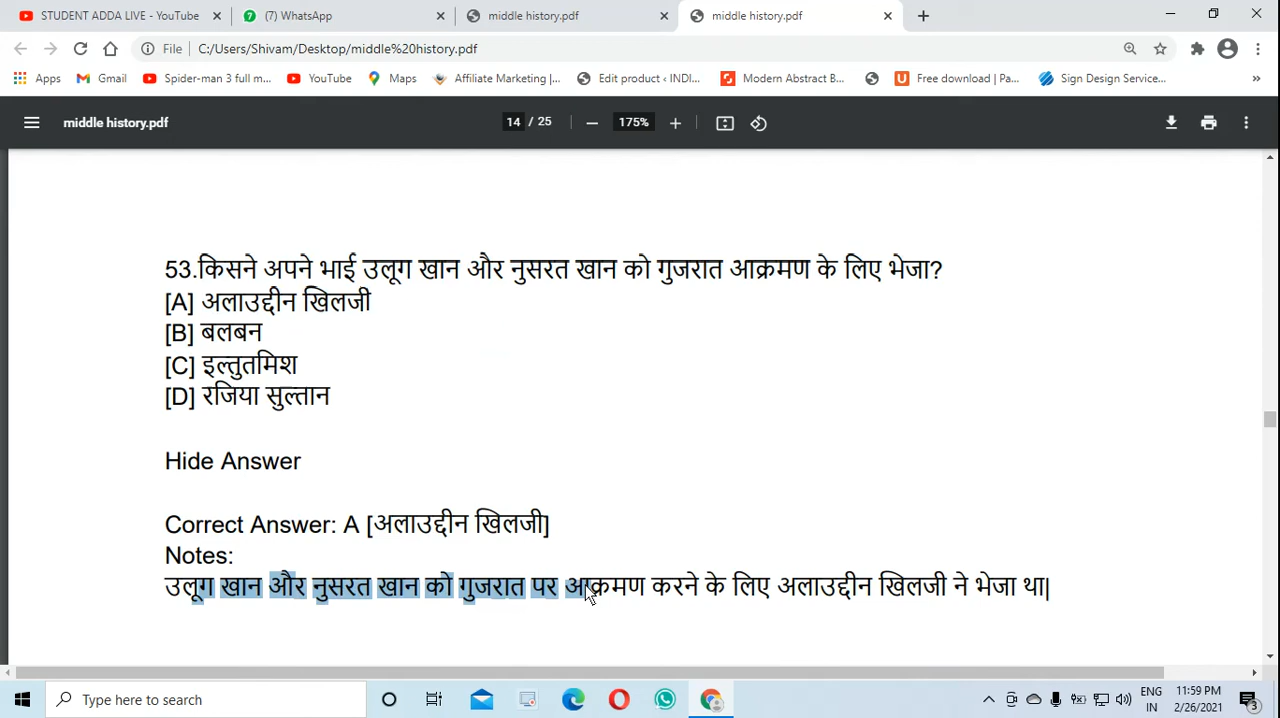 STUDENT ADDA LIVE - YouTube
(7) WhatsApp
middle history.pdf
middle history.pdf
File
C:/Users/Shivam/Desktop/middle%20history.pdf
Apps
Gmail
Spider-man 3 full m...
YouTube
Maps
Affiliate Marketing |...
Edit product ‹ INDI...
Modern Abstract B...
Free download | Pa...
Sign Design Service...
»
middle history.pdf
14 / 25
175%
53.किसने अपने भाई उलूग खान और नुसरत खान को गुजरात आक्रमण के लिए भेजा?
[A] अलाउद्दीन खिलजी
[B] बलबन
[C] इल्तुतमिश
[D] रजिया सुल्तान
Hide Answer
Correct Answer: A [अलाउद्दीन खिलजी]
Notes:
उलूग खान और नुसरत खान को गुजरात पर आक्रमण करने के लिए अलाउद्दीन खिलजी ने भेजा था|
Type here to search
ENG
IN
11:59 PM
2/26/2021
3